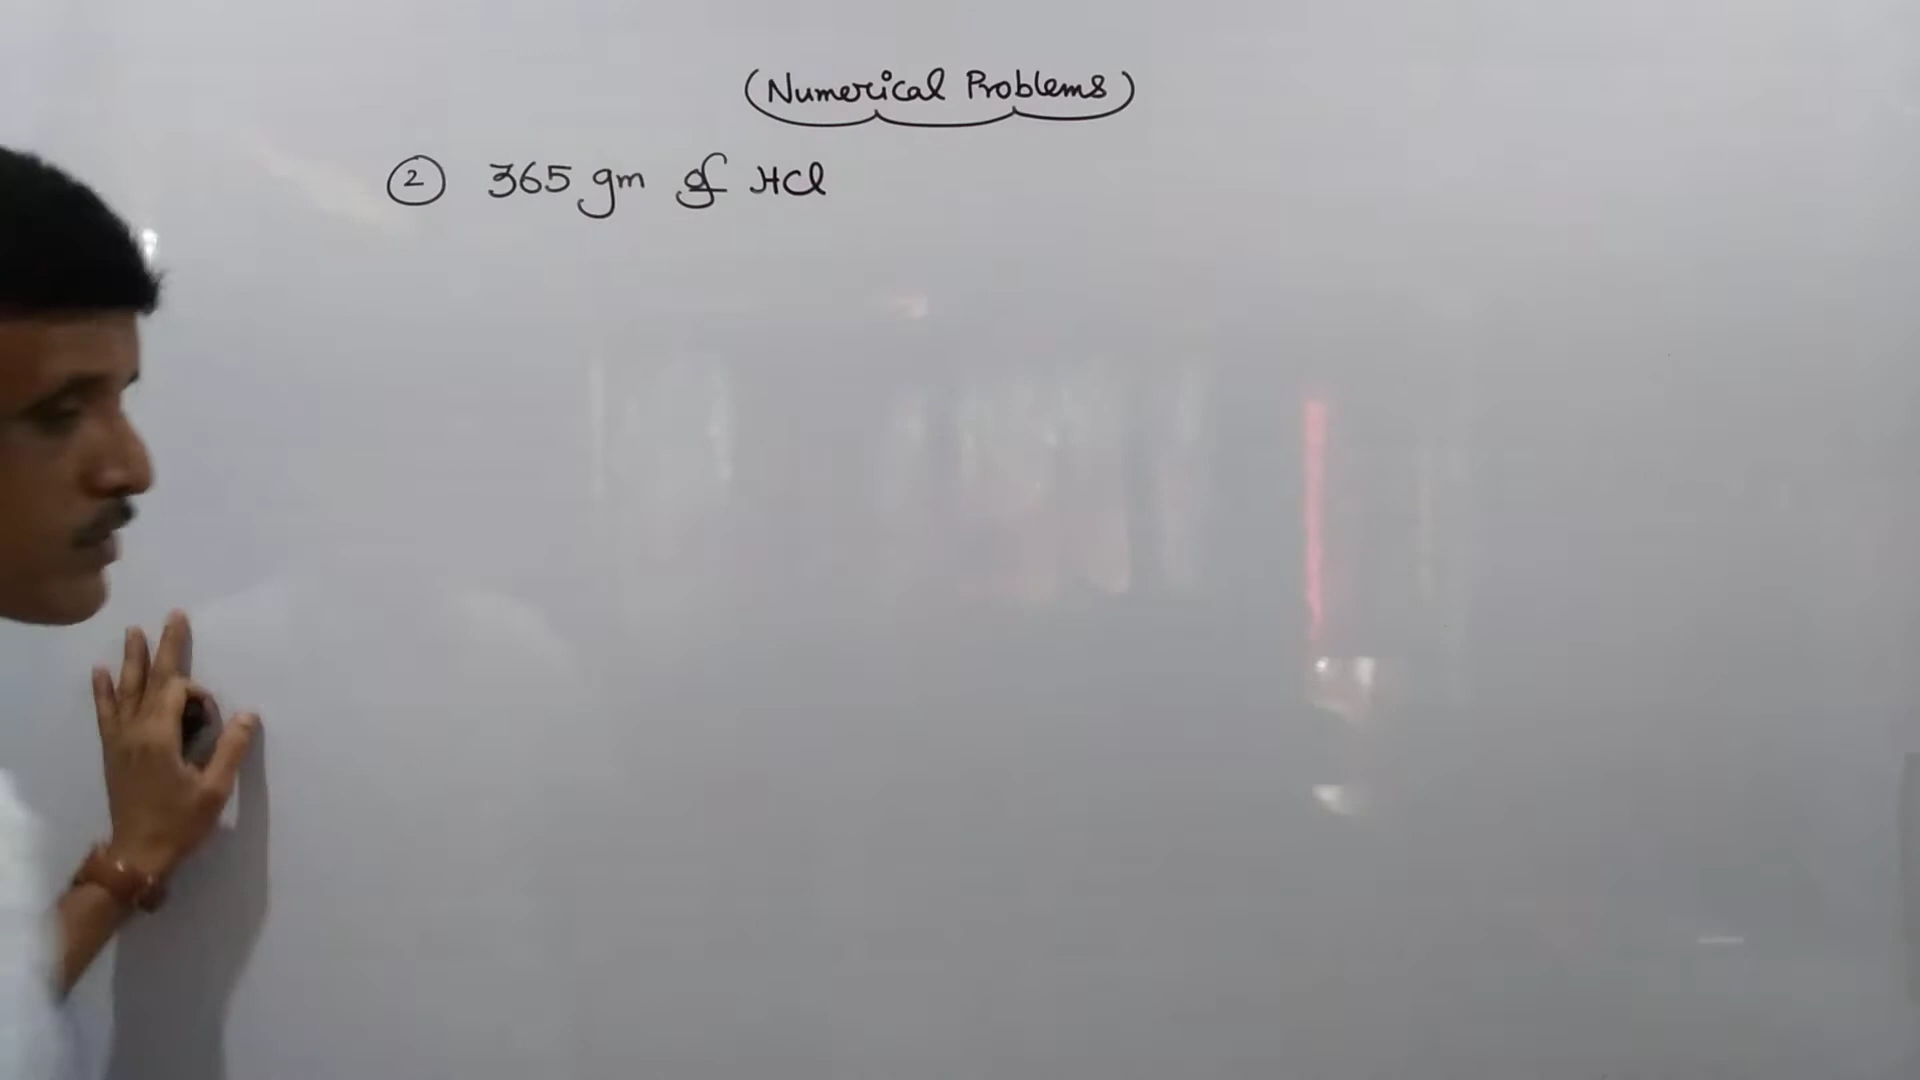 (Numerical Problems)
② 365 gm of HCl